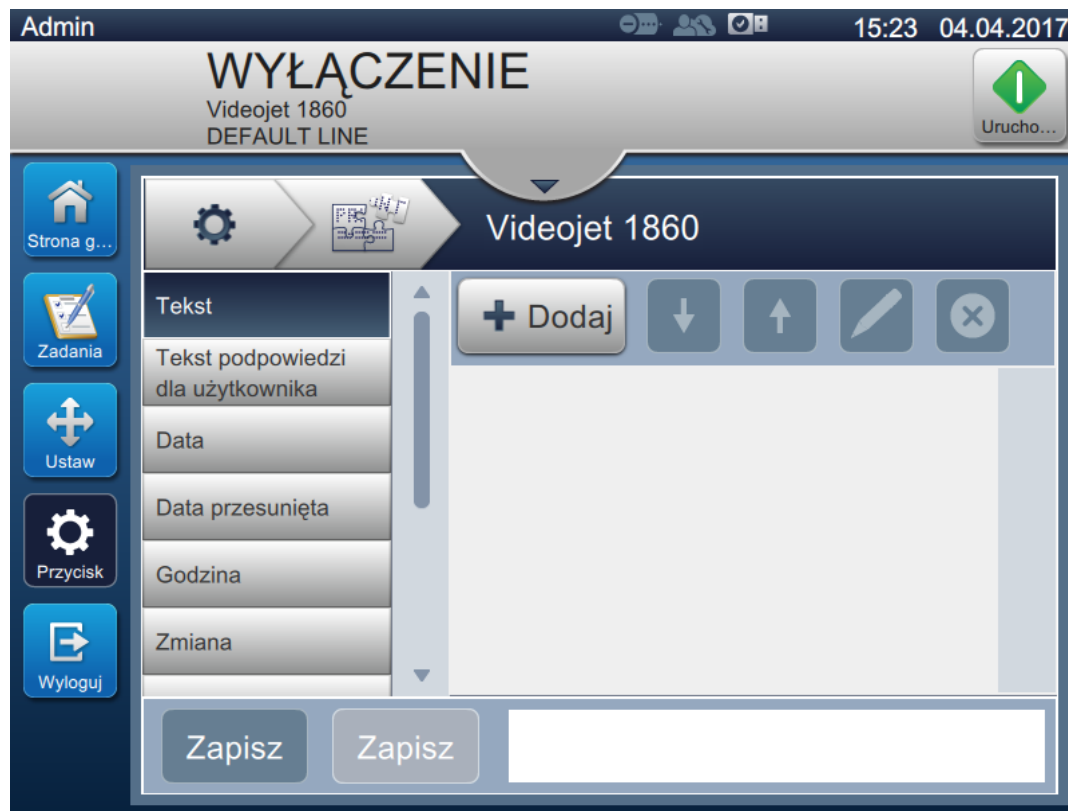 Admin
15:23 04.04.2017
WYŁĄCZENIE
Videojet 1860
DEFAULT LINE
Urucho...
Strona g...
Videojet 1860
Tekst
Dodaj
Zadania
Tekst podpowiedzi
dla użytkownika
Data
Ustaw
Data przesunięta
Przycisk
Godzina
Zmiana
Wyloguj
Zapisz
Zapisz